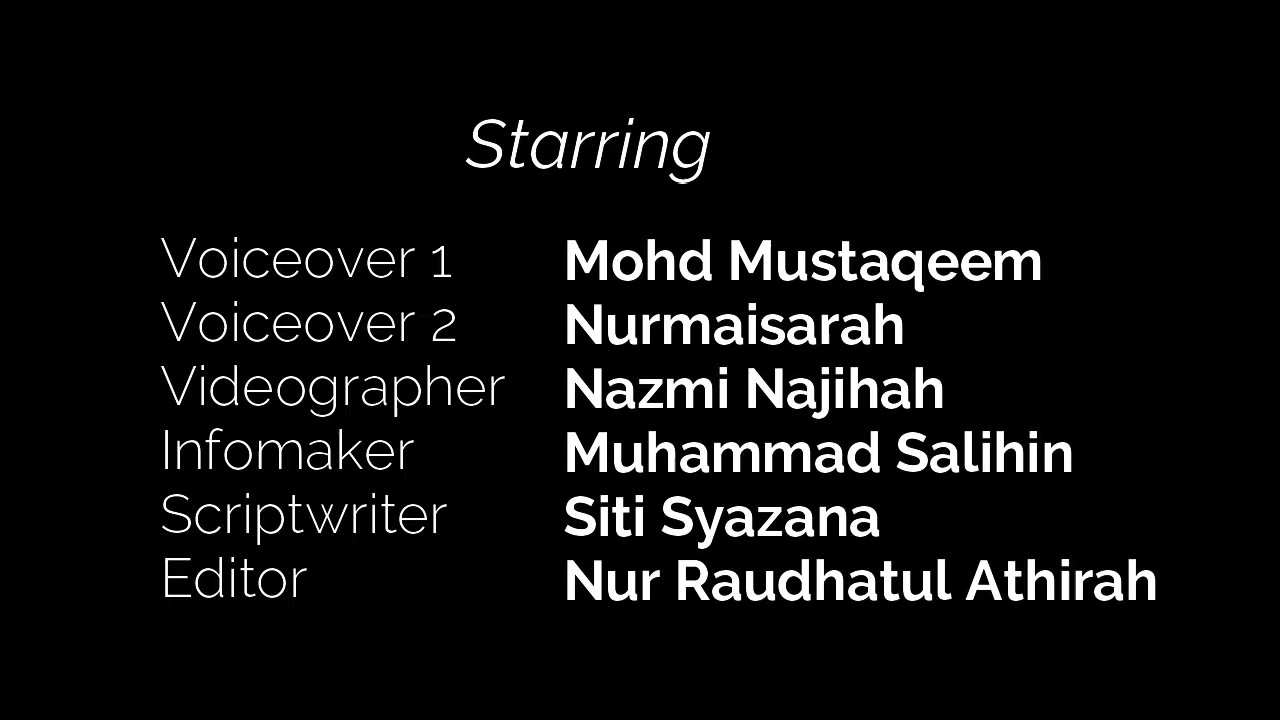 Starring
Voiceover 1 Mohd Mustaqeem
Voiceover 2 Nurmaisarah
Videographer Nazmi Najihah
Infomaker Muhammad Salihin
Scriptwriter Siti Syazana
Editor Nur Raudhatul Athirah